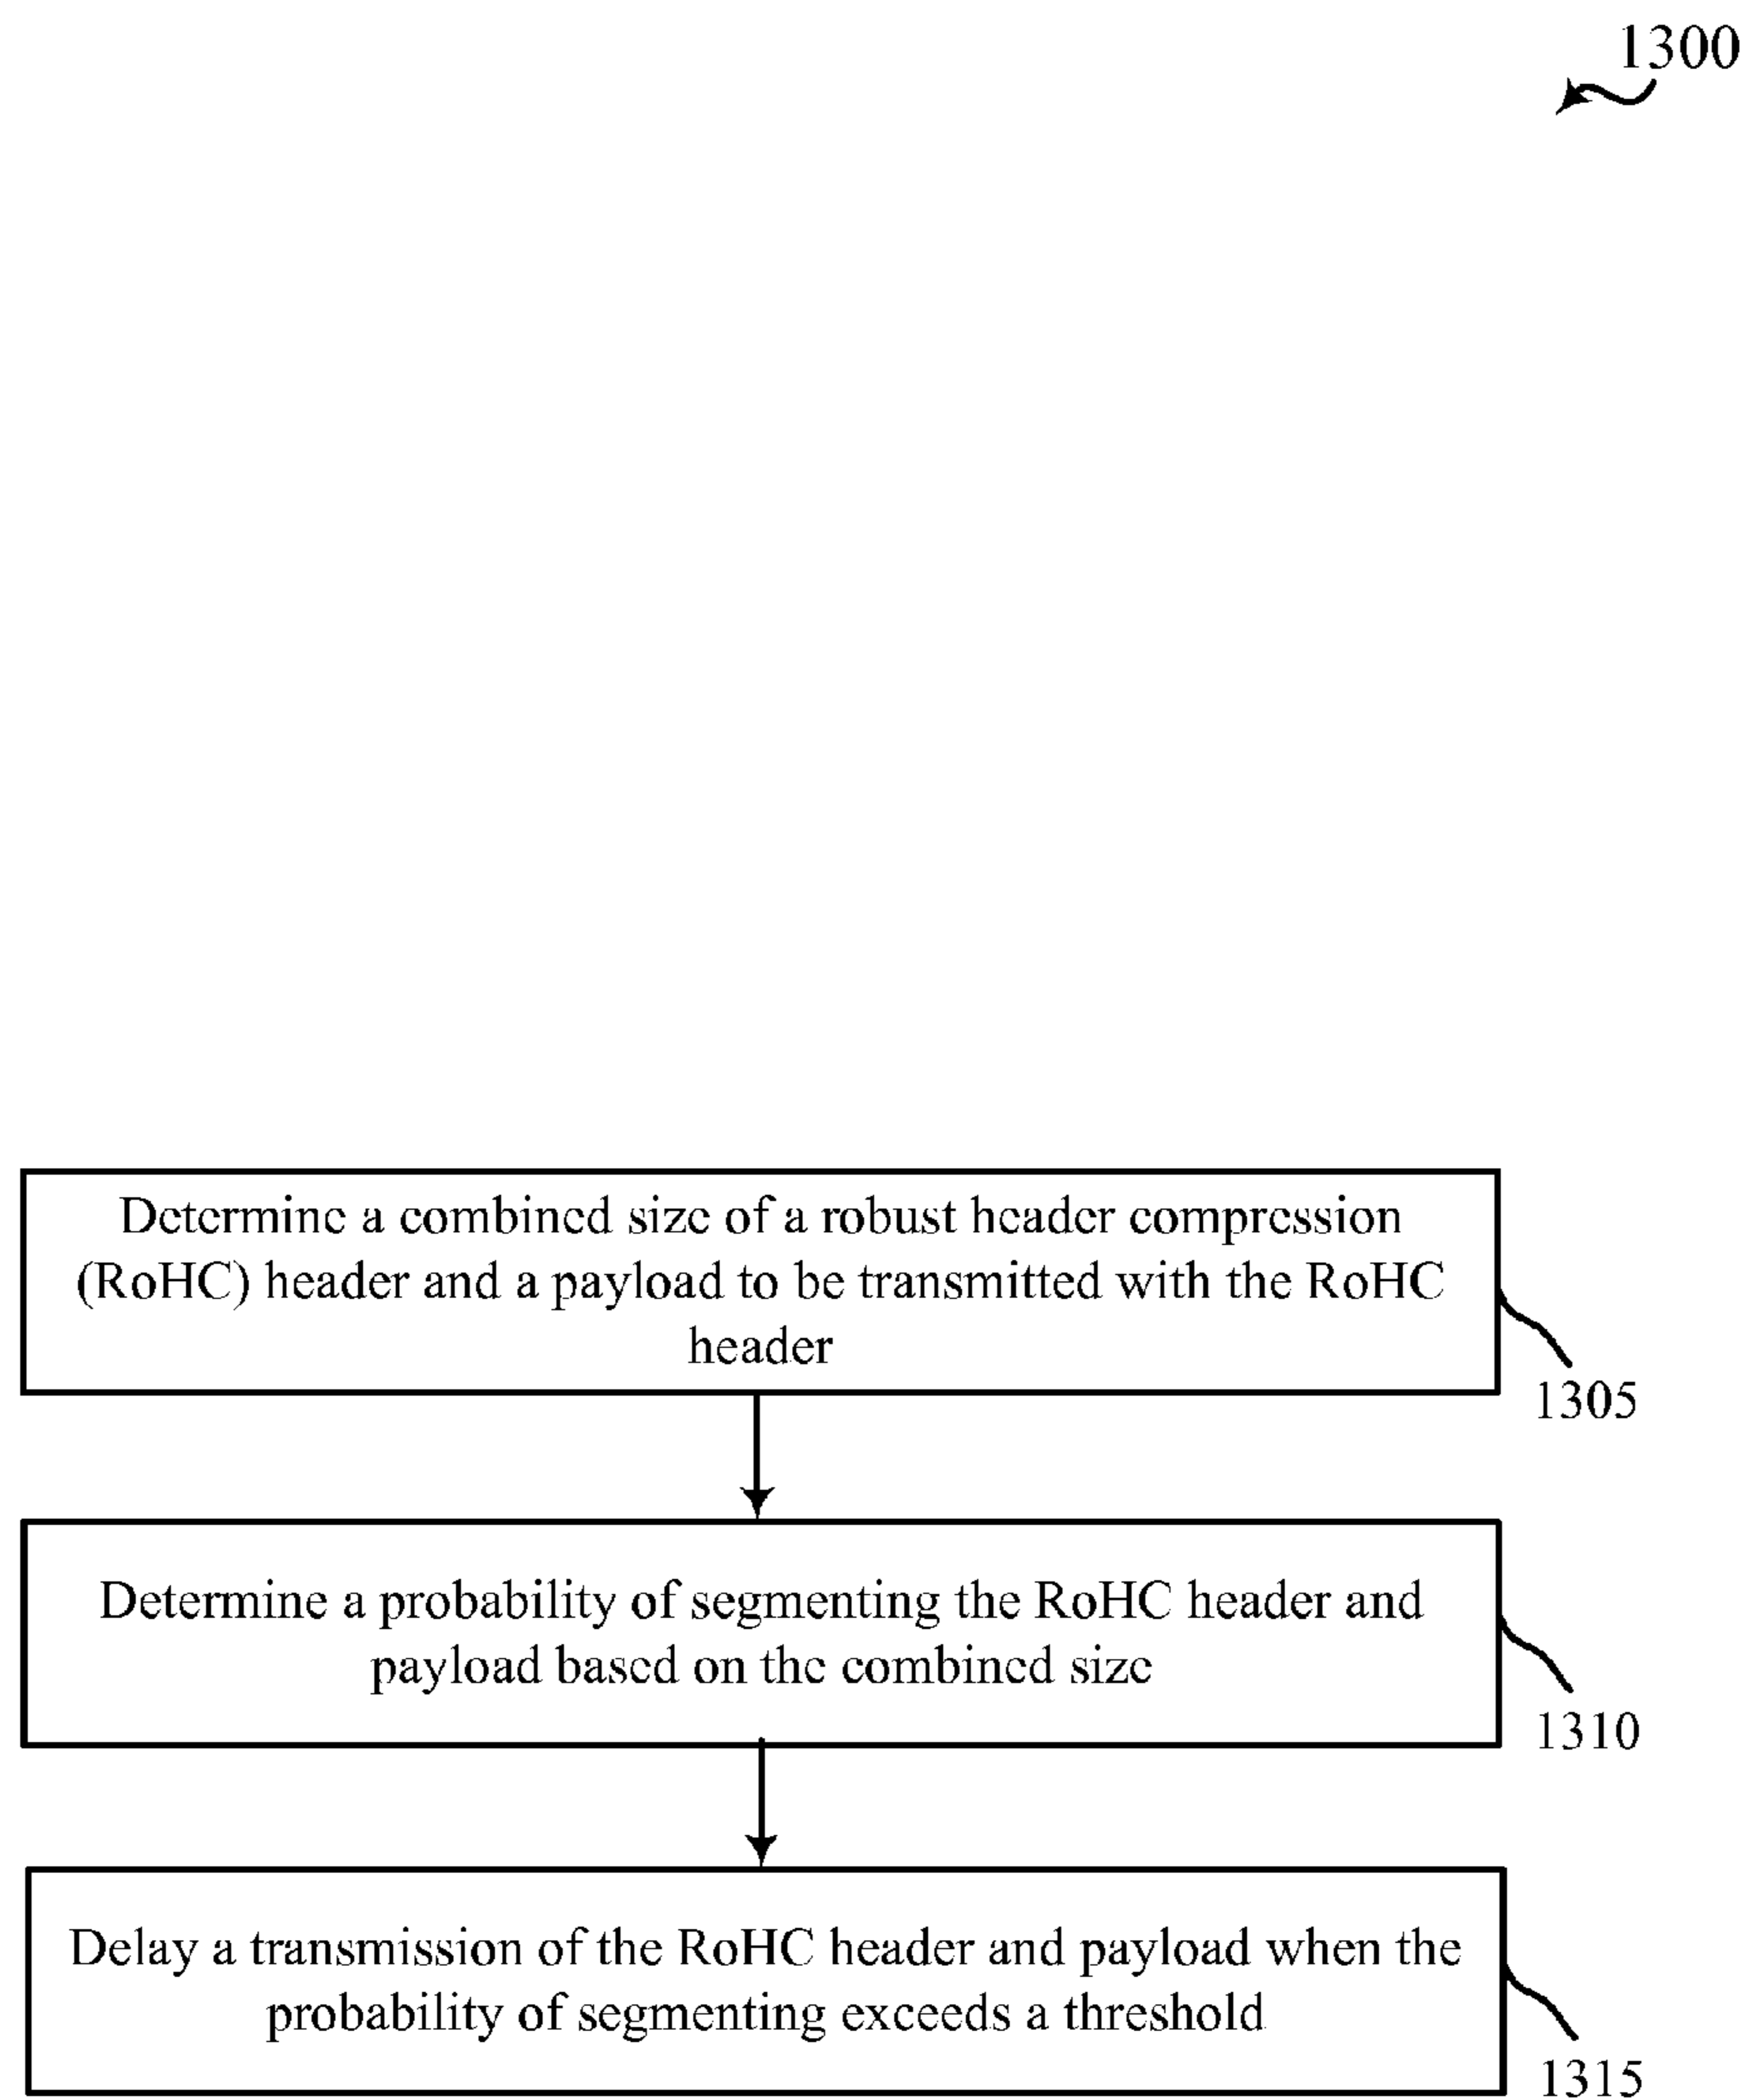 1300
Determine a combined size of a robust header compression
(RoHC) header and a payload to be transmitted with the RoHC
header
1305
Determine a probability of segmenting the RoHC header and
payload based on the combined size
1310
Delay a transmission of the RoHC header and payload when the
probability of segmenting exceeds a threshold
1315